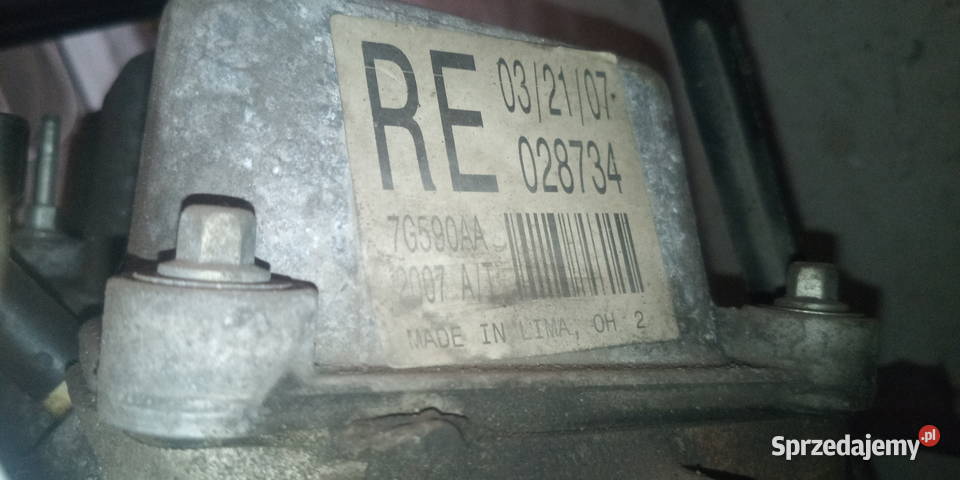 RE
03/21/07
028734
7G590AA
2007 A/T
MADE IN LIMA, OH 2
Sprzedajemy.pl